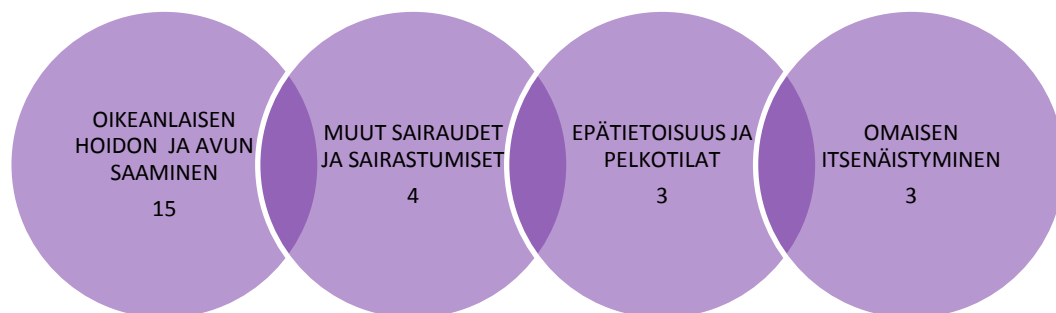 OIKEANLAISEN
HOIDON JA AVUN
SAAMINEN
15
MUUT SAIRAUDET
JA SAIRASTUMISET
4
EPÄTIETOISUUS JA
PELKOTILAT
3
OMAISEN
ITSENÄISTYMINEN
3